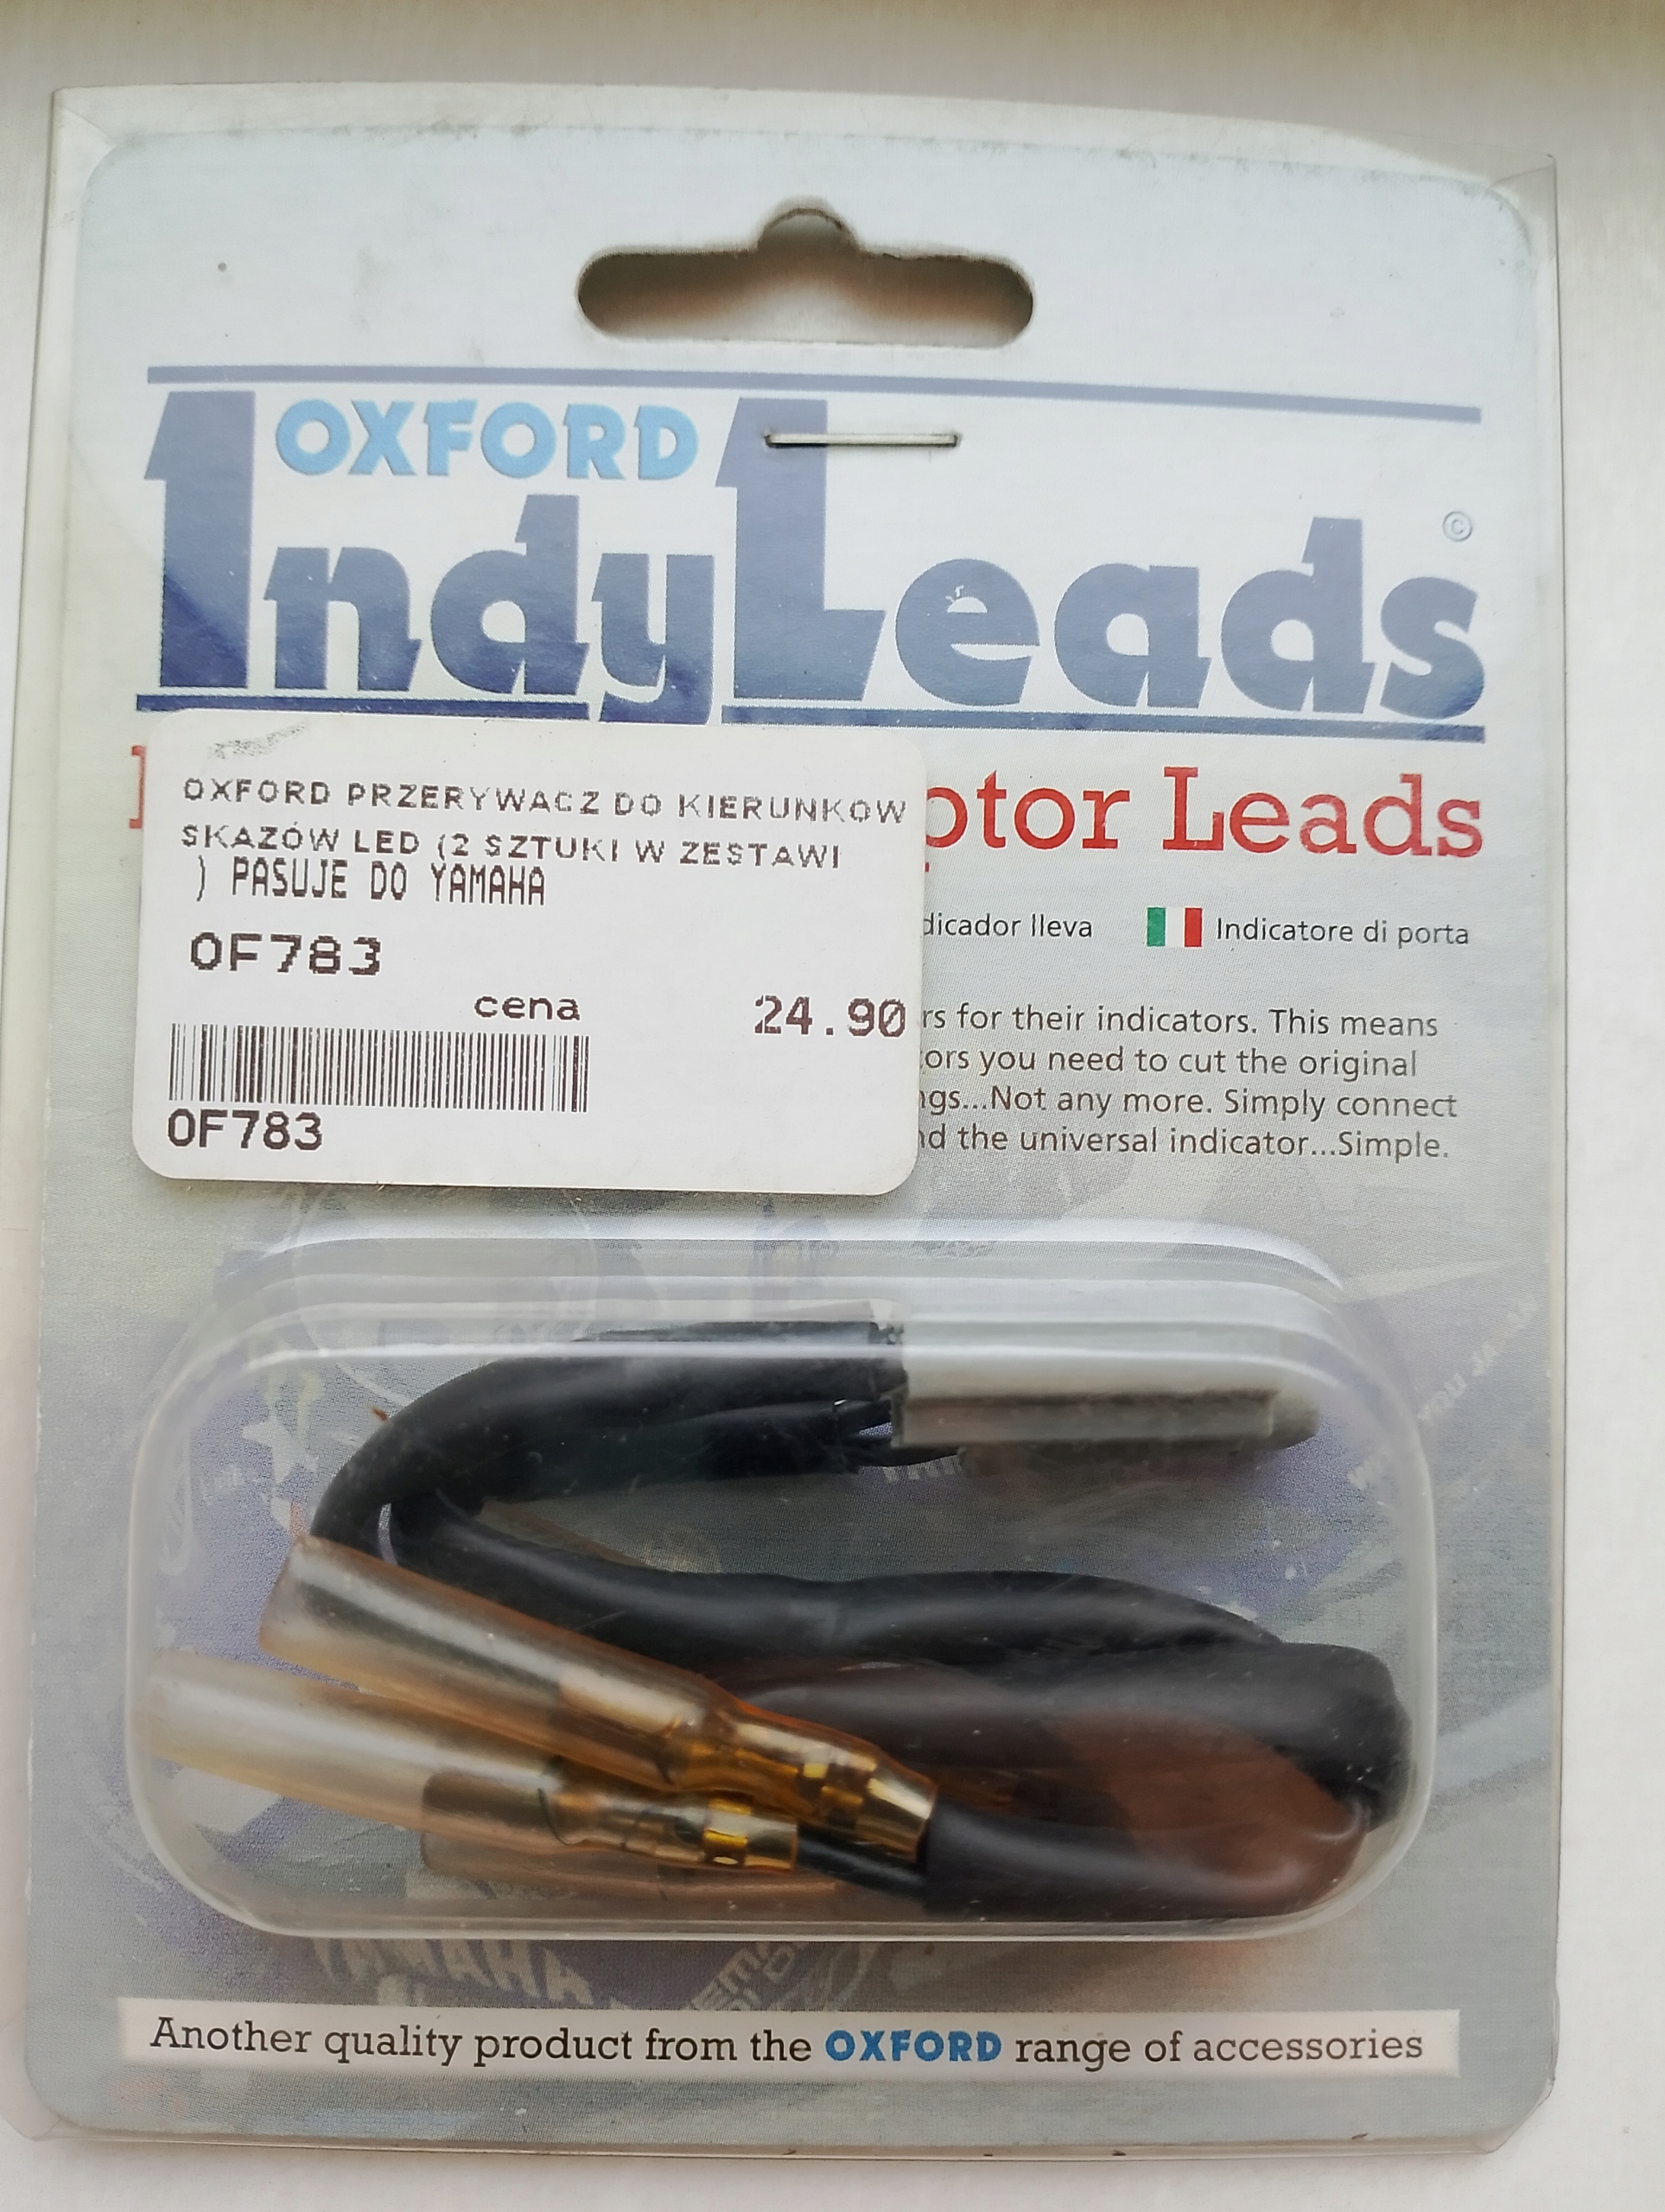 OXFORD
IndyLeads ©
ptor Leads
OXFORD PRZERYWACZ DO KIERUNKOW
SKAZÓW LED (2 SZTUKI W ZESTAWI
) PASUJE DO YAMAHA
OF783
cena 24.90
OF783
dicador lleva Indicatore di porta
rs for their indicators. This means
ors you need to cut the original
ngs...Not any more. Simply connect
nd the universal indicator...Simple.
YAMAHA
Another quality product from the OXFORD range of accessories